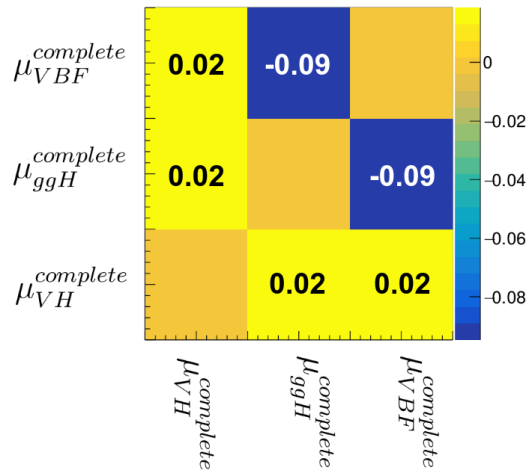 μ_{VBF}^{complete} 0.02 -0.09 0
−0.02
μ_{ggH}^{complete} 0.02 -0.09 −0.04
−0.06
μ_{VH}^{complete} 0.02 0.02 −0.08
μ_{VH}^{complete} μ_{ggH}^{complete} μ_{VBF}^{complete}